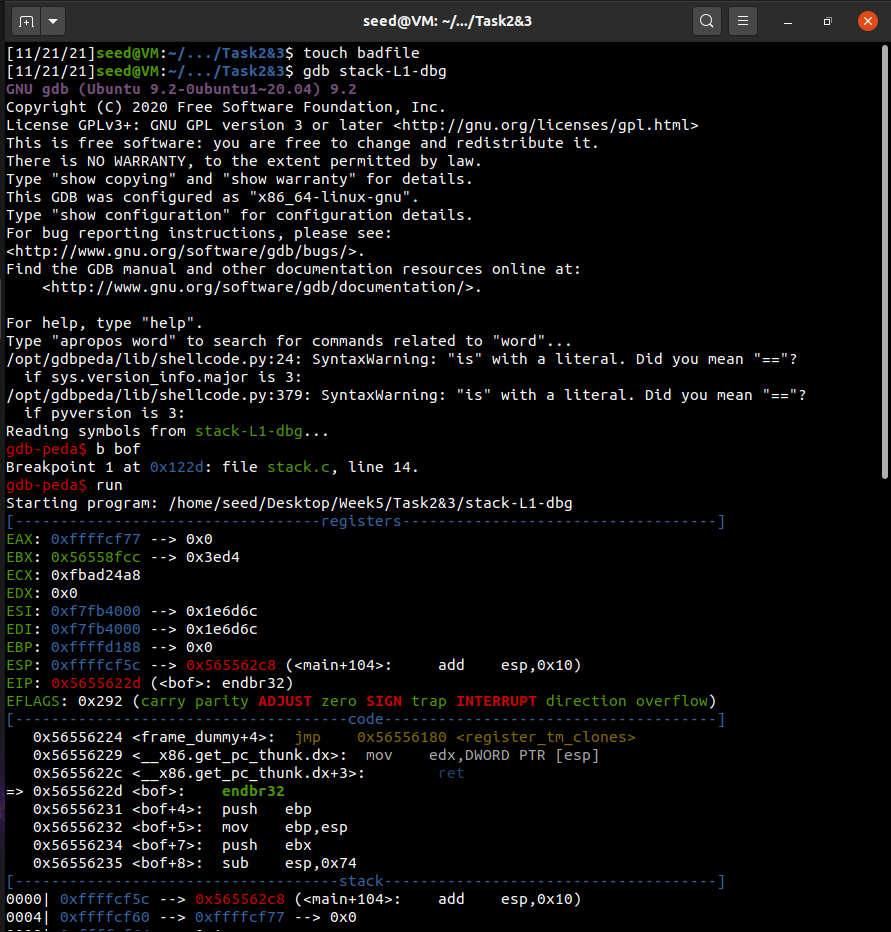 seed@VM: ~/.../Task2&3
[11/21/21]seed@VM:~/.../Task2&3$ touch badfile
[11/21/21]seed@VM:~/.../Task2&3$ gdb stack-L1-dbg
GNU gdb (Ubuntu 9.2-0ubuntu1~20.04) 9.2
Copyright (C) 2020 Free Software Foundation, Inc.
License GPLv3+: GNU GPL version 3 or later <http://gnu.org/licenses/gpl.html>
This is free software: you are free to change and redistribute it.
There is NO WARRANTY, to the extent permitted by law.
Type "show copying" and "show warranty" for details.
This GDB was configured as "x86_64-linux-gnu".
Type "show configuration" for configuration details.
For bug reporting instructions, please see:
<http://www.gnu.org/software/gdb/bugs/>.
Find the GDB manual and other documentation resources online at:
    <http://www.gnu.org/software/gdb/documentation/>.

For help, type "help".
Type "apropos word" to search for commands related to "word"...
/opt/gdbpeda/lib/shellcode.py:24: SyntaxWarning: "is" with a literal. Did you mean "=="?
  if sys.version_info.major is 3:
/opt/gdbpeda/lib/shellcode.py:379: SyntaxWarning: "is" with a literal. Did you mean "=="?
  if pyversion is 3:
Reading symbols from stack-L1-dbg...
gdb-peda$ b bof
Breakpoint 1 at 0x122d: file stack.c, line 14.
gdb-peda$ run
Starting program: /home/seed/Desktop/Week5/Task2&3/stack-L1-dbg
[----------------------------------registers-----------------------------------]
EAX: 0xffffcf77 --> 0x0
EBX: 0x56558fcc --> 0x3ed4
ECX: 0xfbad24a8
EDX: 0x0
ESI: 0xf7fb4000 --> 0x1e6d6c
EDI: 0xf7fb4000 --> 0x1e6d6c
EBP: 0xffffd188 --> 0x0
ESP: 0xffffcf5c --> 0x565562c8 (<main+104>:     add    esp,0x10)
EIP: 0x5655622d (<bof>: endbr32)
EFLAGS: 0x292 (carry parity ADJUST zero SIGN trap INTERRUPT direction overflow)
[-------------------------------------code-------------------------------------]
   0x56556224 <frame_dummy+4>:  jmp    0x56556180 <register_tm_clones>
   0x56556229 <__x86.get_pc_thunk.dx>:  mov    edx,DWORD PTR [esp]
   0x5655622c <__x86.get_pc_thunk.dx+3>:        ret
=> 0x5655622d <bof>:    endbr32
   0x56556231 <bof+4>:  push   ebp
   0x56556232 <bof+5>:  mov    ebp,esp
   0x56556234 <bof+7>:  push   ebx
   0x56556235 <bof+8>:  sub    esp,0x74
[------------------------------------stack-------------------------------------]
0000| 0xffffcf5c --> 0x565562c8 (<main+104>:    add    esp,0x10)
0004| 0xffffcf60 --> 0xffffcf77 --> 0x0